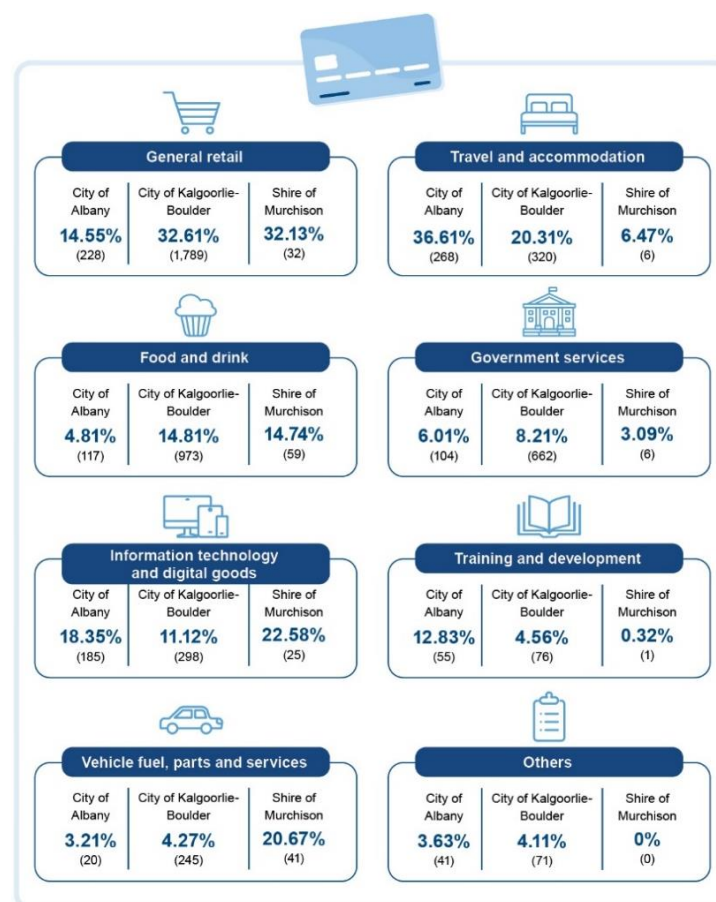 General retail
City of Albany
14.55%
(228)
City of Kalgoorlie-Boulder
32.61%
(1,789)
Shire of Murchison
32.13%
(32)
Travel and accommodation
City of Albany
36.61%
(268)
City of Kalgoorlie-Boulder
20.31%
(320)
Shire of Murchison
6.47%
(6)
Food and drink
City of Albany
4.81%
(117)
City of Kalgoorlie-Boulder
14.81%
(973)
Shire of Murchison
14.74%
(59)
Government services
City of Albany
6.01%
(104)
City of Kalgoorlie-Boulder
8.21%
(662)
Shire of Murchison
3.09%
(6)
Information technology
and digital goods
City of Albany
18.35%
(185)
City of Kalgoorlie-Boulder
11.12%
(298)
Shire of Murchison
22.58%
(25)
Training and development
City of Albany
12.83%
(55)
City of Kalgoorlie-Boulder
4.56%
(76)
Shire of Murchison
0.32%
(1)
Vehicle fuel, parts and services
City of Albany
3.21%
(20)
City of Kalgoorlie-Boulder
4.27%
(245)
Shire of Murchison
20.67%
(41)
Others
City of Albany
3.63%
(41)
City of Kalgoorlie-Boulder
4.11%
(71)
Shire of Murchison
0%
(0)